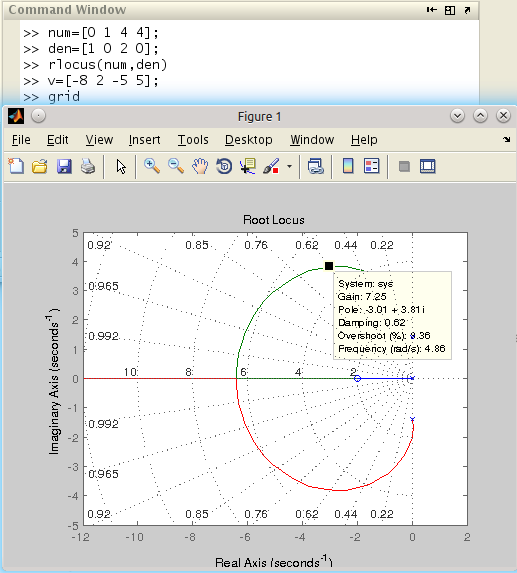 Command Window
>> num=[0 1 4 4];
>> den=[1 0 2 0];
>> rlocus(num,den)
>> v=[-8 2 -5 5];
>> grid
Figure 1
File Edit View Insert Tools Desktop Window Help
Root Locus
5
0.92 0.85 0.76 0.62 0.44 0.22
4
0.965
3
2
0.992
1
10 8 6 4 2
0
-1
0.992
-2
-3
0.965
-4
0.92 0.85 0.76 0.62 0.44 0.22
-5
System: sys
Gain: 7.25
Pole: -3.01 + 3.81i
Damping: 0.62
Overshoot (%): 8.36
Frequency (rad/s): 4.86
Imaginary Axis (seconds-1)
-12 -10 -8 -6 -4 -2 0 2
Real Axis (seconds-1)